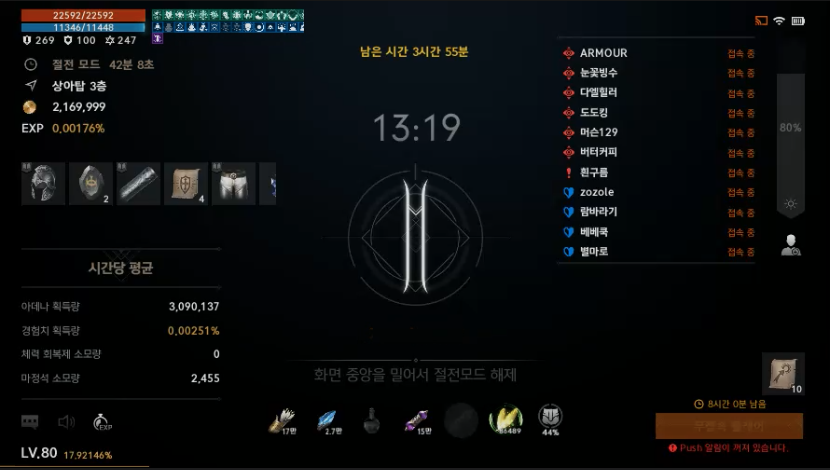 22592/22592
11346/11448
269 100 247
절전 모드 42분 8초
상아탑 3층
2,169,999
EXP 0.00176%
2
4
시간당 평균
아데나 획득량 3,090,137
경험치 획득량 0.00251%
체력 회복제 소모량 0
마정석 소모량 2,455
EXP
LV.80 17.92146%
남은 시간 3시간 55분
13:19
화면 중앙을 밀어서 절전모드 해제
17만
2.7만
15만
44%
ARMOUR 접속 중
눈꽃빙수 접속 중
다엘힐러 접속 중
도도킹 접속 중
머슨129 접속 중
버터커피 접속 중
흰구름 접속 중
zozole 접속 중
람바라기 접속 중
베베쿡 접속 중
별마로 접속 중
80%
10
8시간 0분 남음
Push 알림이 꺼져 있습니다.